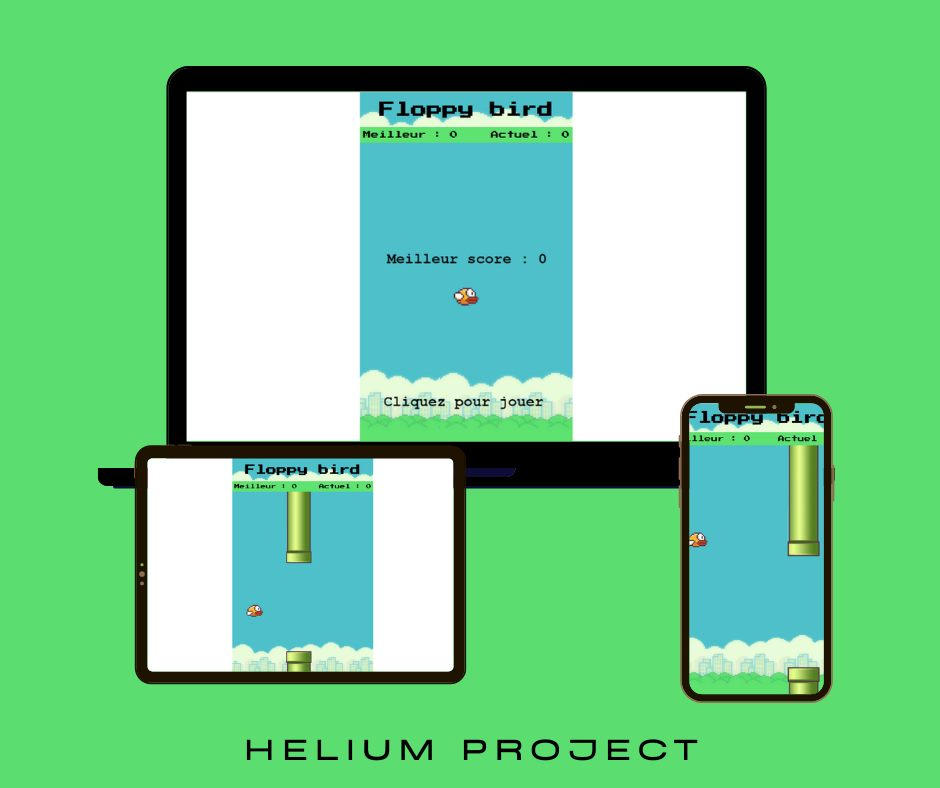 Floppy bird
Meilleur : 0 Actuel : 0
Meilleur score : 0
Cliquez pour jouer
Floppy bird
Meilleur : 0 Actuel : 0
Floppy bird
lleur : 0 Actuel
HELIUM PROJECT